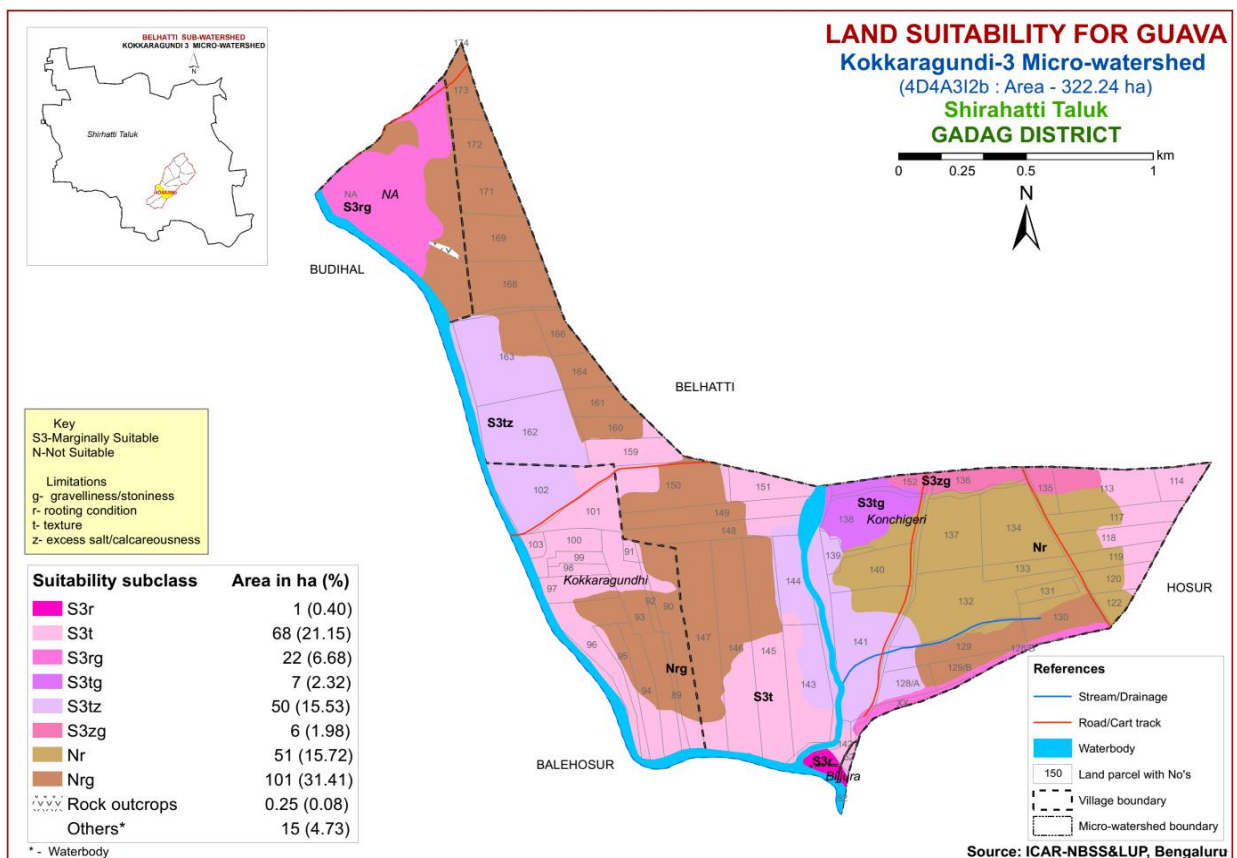 BELHATTI SUB-WATERSHED
KOKKARAGUNDI 3 MICRO-WATERSHED
N
Shirhatti Taluk
LAND SUITABILITY FOR GUAVA
Kokkaragundi-3 Micro-watershed
(4D4A3I2b : Area - 322.24 ha)
Shirahatti Taluk
GADAG DISTRICT
km
0 0.25 0.5 1
N
174
173
172
171
NA
NA
S3rg
169
168
BUDIHAL
166
163
164
BELHATTI
161
S3tz
160
162
159
102
150
151
101
149
148
152
S3zg
136
135
113
114
S3tg
138
Konchigeri
137
134
117
118
Nr
139
140
133
119
120
131
122
HOSUR
132
130
103
100
99
98
91
Kokkaragundhi
97
92
93
90
144
147
146
145
141
129
128/B
129/B
96
95
Nrg
94
89
S3t
143
128/A
XX
142
S3r
Bijjura
BALEHOSUR
Key
S3-Marginally Suitable
N-Not Suitable
Limitations
g- gravelliness/stoniness
r- rooting condition
t- texture
z- excess salt/calcareousness
Suitability subclass Area in ha (%)
S3r 1 (0.40)
S3t 68 (21.15)
S3rg 22 (6.68)
S3tg 7 (2.32)
S3tz 50 (15.53)
S3zg 6 (1.98)
Nr 51 (15.72)
Nrg 101 (31.41)
Rock outcrops 0.25 (0.08)
Others* 15 (4.73)
* - Waterbody
References
Stream/Drainage
Road/Cart track
Waterbody
150 Land parcel with No's
Village boundary
Micro-watershed boundary
Source: ICAR-NBSS&LUP, Bengaluru